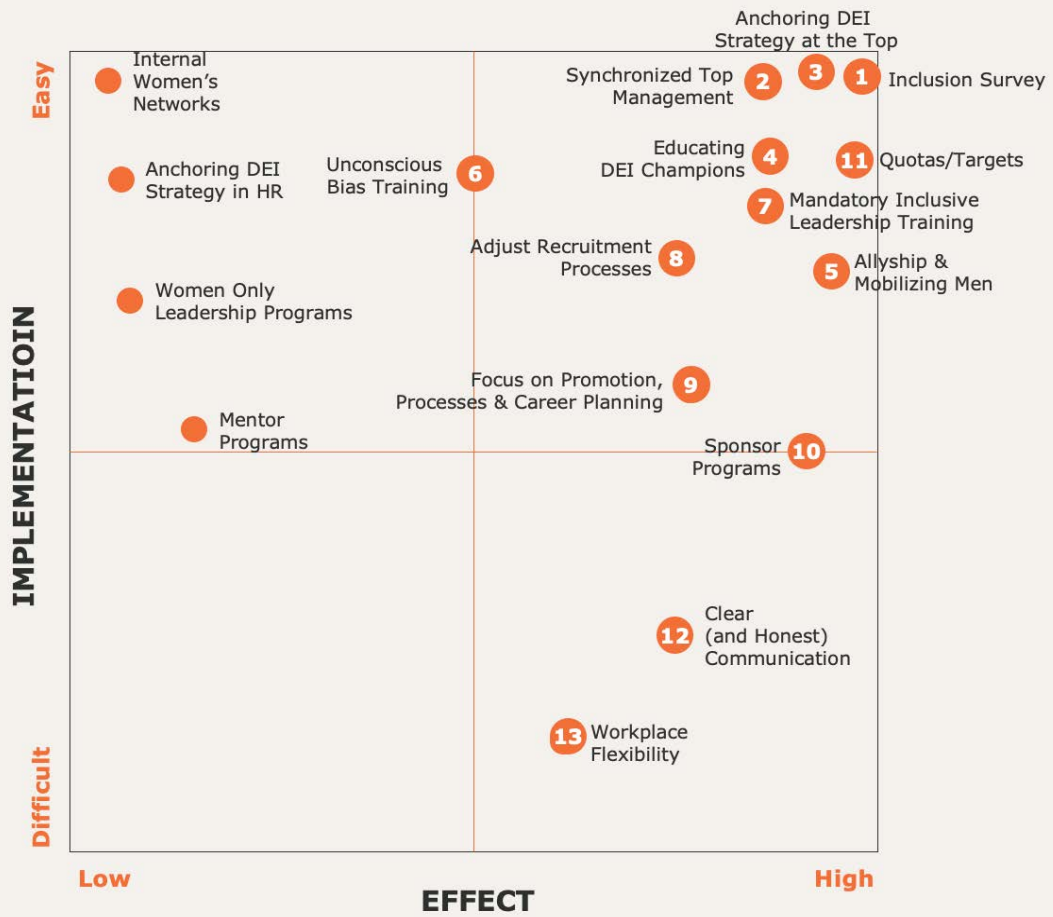 Anchoring DEI
Strategy at the Top
Easy
Internal
Women's
Networks
Synchronized Top
Management
2
3
1
Inclusion Survey
Anchoring DEI
Strategy in HR
Unconscious
Bias Training
6
Educating
DEI Champions
4
11
Quotas/Targets
7
Mandatory Inclusive
Leadership Training
Adjust Recruitment
Processes
8
5
Allyship &
Mobilizing Men
Women Only
Leadership Programs
Focus on Promotion,
Processes & Career Planning
9
Mentor
Programs
Sponsor
Programs
10
IMPLEMENTATIOIN
12
Clear
(and Honest)
Communication
13
Workplace
Flexibility
Difficult
Low
High
EFFECT